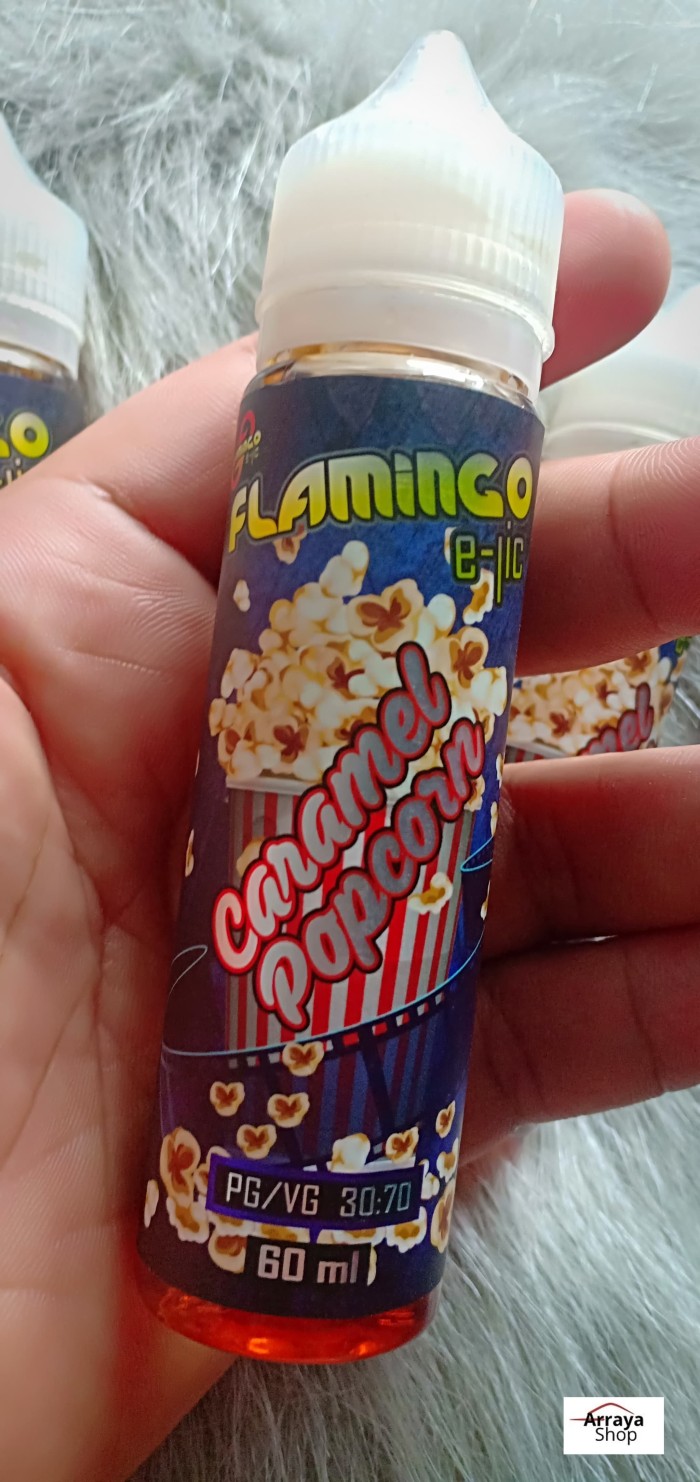 FLAMINGO
e-jic
Caramel
Popcorn
PG/VG 30:70
60 ml
Arraya
Shop